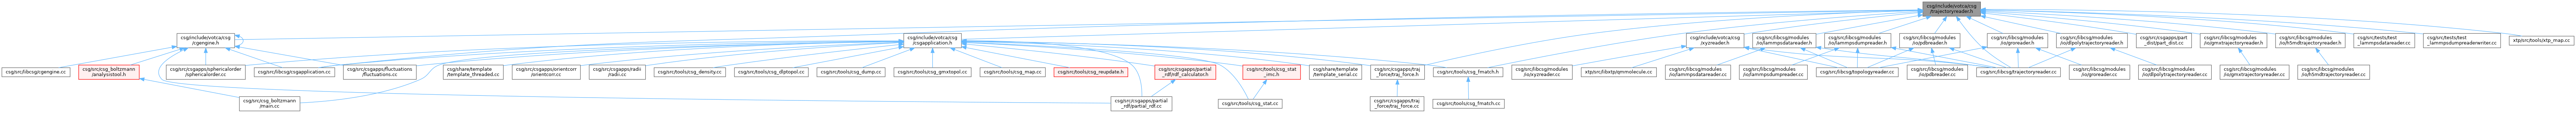 csg/include/votca/csg
/trajectoryreader.h
csg/include/votca/csg
/cgengine.h
csg/include/votca/csg
/csgapplication.h
csg/include/votca/csg
/xyzreader.h
csg/src/libcsg/modules
/io/lammpsdatareader.h
csg/src/libcsg/modules
/io/lammpsdumpreader.h
csg/src/libcsg/modules
/io/pdbreader.h
csg/src/libcsg/modules
/io/groreader.h
csg/src/libcsg/modules
/io/dlpolytrajectoryreader.h
csg/src/csgapps/part
_dist/part_dist.cc
csg/src/libcsg/modules
/io/gmxtrajectoryreader.h
csg/src/libcsg/modules
/io/h5mdtrajectoryreader.h
csg/src/tests/test
_lammpsdatareader.cc
csg/src/tests/test
_lammpsdumpreaderwriter.cc
xtp/src/tools/xtp_map.cc
csg/src/libcsg/cgengine.cc
csg/src/csg_boltzmann
/analysistool.h
csg/src/csgapps/sphericalorder
/sphericalorder.cc
csg/src/libcsg/csgapplication.cc
csg/src/csgapps/fluctuations
/fluctuations.cc
csg/share/template
/template_threaded.cc
csg/src/csgapps/orientcorr
/orientcorr.cc
csg/src/csgapps/radii
/radii.cc
csg/src/tools/csg_density.cc
csg/src/tools/csg_dlptopol.cc
csg/src/tools/csg_dump.cc
csg/src/tools/csg_gmxtopol.cc
csg/src/tools/csg_map.cc
csg/src/tools/csg_reupdate.h
csg/src/csgapps/partial
_rdf/rdf_calculator.h
csg/src/tools/csg_stat
_imc.h
csg/share/template
/template_serial.cc
csg/src/csgapps/traj
_force/traj_force.h
csg/src/tools/csg_fmatch.h
csg/src/libcsg/modules
/io/xyzreader.cc
xtp/src/libxtp/qmmolecule.cc
csg/src/libcsg/modules
/io/lammpsdatareader.cc
csg/src/libcsg/modules
/io/lammpsdumpreader.cc
csg/src/libcsg/topologyreader.cc
csg/src/libcsg/modules
/io/pdbreader.cc
csg/src/libcsg/trajectoryreader.cc
csg/src/libcsg/modules
/io/groreader.cc
csg/src/libcsg/modules
/io/dlpolytrajectoryreader.cc
csg/src/libcsg/modules
/io/gmxtrajectoryreader.cc
csg/src/libcsg/modules
/io/h5mdtrajectoryreader.cc
csg/src/csg_boltzmann
/main.cc
csg/src/csgapps/partial
_rdf/partial_rdf.cc
csg/src/tools/csg_stat.cc
csg/src/csgapps/traj
_force/traj_force.cc
csg/src/tools/csg_fmatch.cc